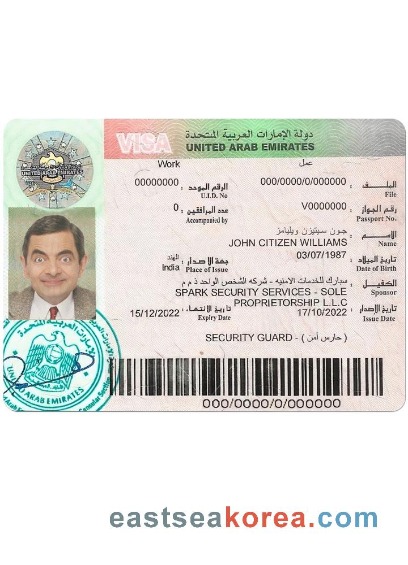 VISA دولة الإمارات العربية المتحدة
UNITED ARAB EMIRATES
UNITED ARAB EMIRATES
Work عمل
00000000 الرقم الموحد : 000/0000/0/000000 الملف :
U.I.D. No File
0 عدد المرافقين : V0000000 رقم الجواز :
Accompanied by Passport No.
جون سيتيزن ويليامز الاسم :
JOHN CITIZEN WILLIAMS Name
الهند جهة الاصدار : 03/07/1987 تاريخ الميلاد :
India Place of Issue Date of Birth
سبارك للخدمات الامنيه - شركه الشخص الواحد ذ م م الكفيل :
SPARK SECURITY SERVICES - SOLE Sponsor
PROPRIETORSHIP L.L.C
15/12/2022 تاريخ الانتهاء : 17/10/2022 تاريخ الاصدار :
Expiry Date Issue Date
SECURITY GUARD - ( حارس أمن )
الإمارات العربية المتحدة
UNITED ARAB EMIRATES
000/0000/0/000000
eastseakorea.com